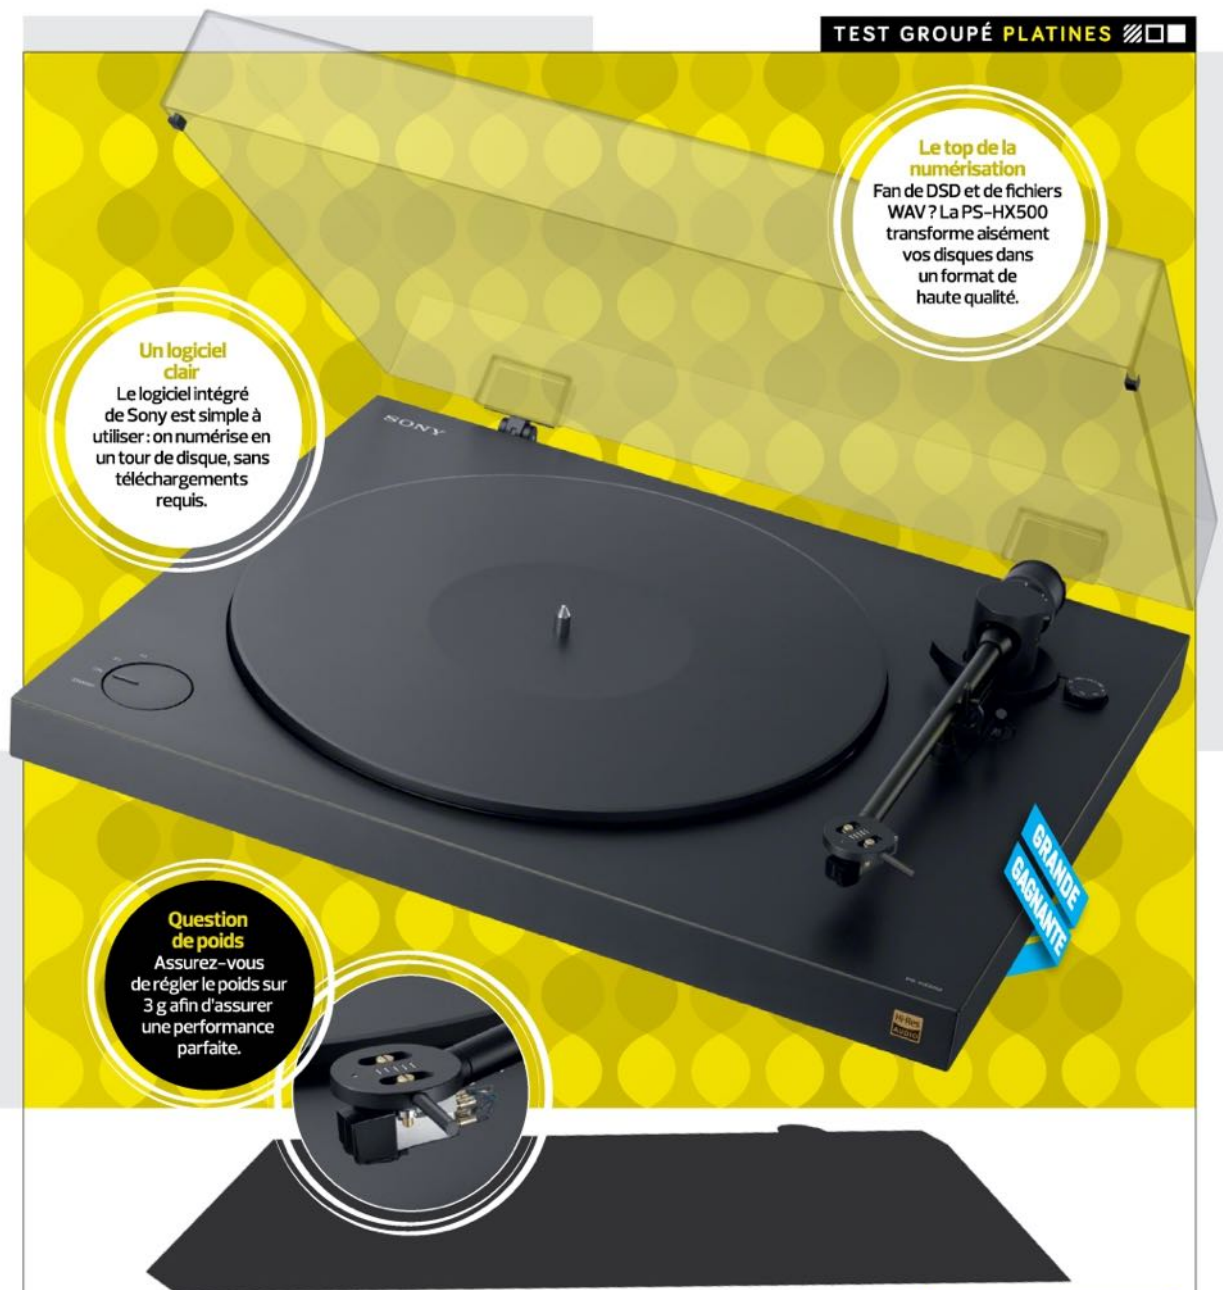 TEST GROUPÉ PLATINES
Le top de la
numérisation
Fan de DSD et de fichiers
WAV ? La PS-HX500
transforme aisément
vos disques dans
un format de
haute qualité.
Un logiciel
clair
Le logiciel intégré
de Sony est simple à
utiliser : on numérise en
un tour de disque, sans
téléchargements
requis.
SONY
GRANDE
GAGNANTE
Question
de poids
Assurez-vous
de régler le poids sur
3 g afin d'assurer
une performance
parfaite.
Hi-Res
AUDIO